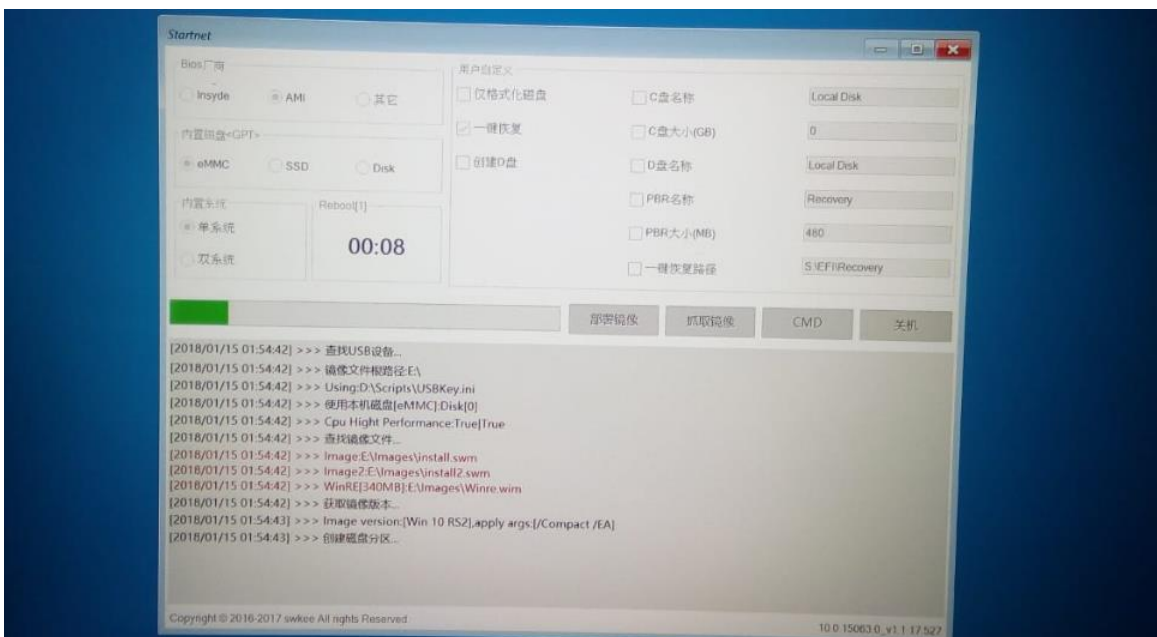 Startnet
Bios厂商
Insyde
AMI
其它
内置磁盘<GPT>
eMMC
SSD
Disk
内置系统
单系统
双系统
Reboot[1]
00:08
用户自定义
仅格式化磁盘
一键恢复
创建D盘
C盘名称
Local Disk
C盘大小(GB)
0
D盘名称
Local Disk
PBR名称
Recovery
PBR大小(MB)
480
一键恢复路径
S:\EFI\Recovery
部署镜像
抓取镜像
CMD
关机
[2018/01/15 01:54:42] >>> 查找USB设备...
[2018/01/15 01:54:42] >>> 镜像文件根路径:E:\
[2018/01/15 01:54:42] >>> Using:D:\Scripts\USBKey.ini
[2018/01/15 01:54:42] >>> 使用本机磁盘[eMMC]:Disk[0]
[2018/01/15 01:54:42] >>> Cpu Hight Performance:True|True
[2018/01/15 01:54:42] >>> 查找镜像文件...
[2018/01/15 01:54:42] >>> Image:E:\Images\install.swm
[2018/01/15 01:54:42] >>> Image2:E:\Images\install2.swm
[2018/01/15 01:54:42] >>> WinRE[340MB]:E:\Images\Winre.wim
[2018/01/15 01:54:42] >>> 获取镜像版本...
[2018/01/15 01:54:43] >>> Image version:[Win 10 RS2],apply args:[/Compact /EA]
[2018/01/15 01:54:43] >>> 创建磁盘分区...
Copyright © 2016-2017 swkee All rights Reserved
10.0.15063.0_v1.1.17.527